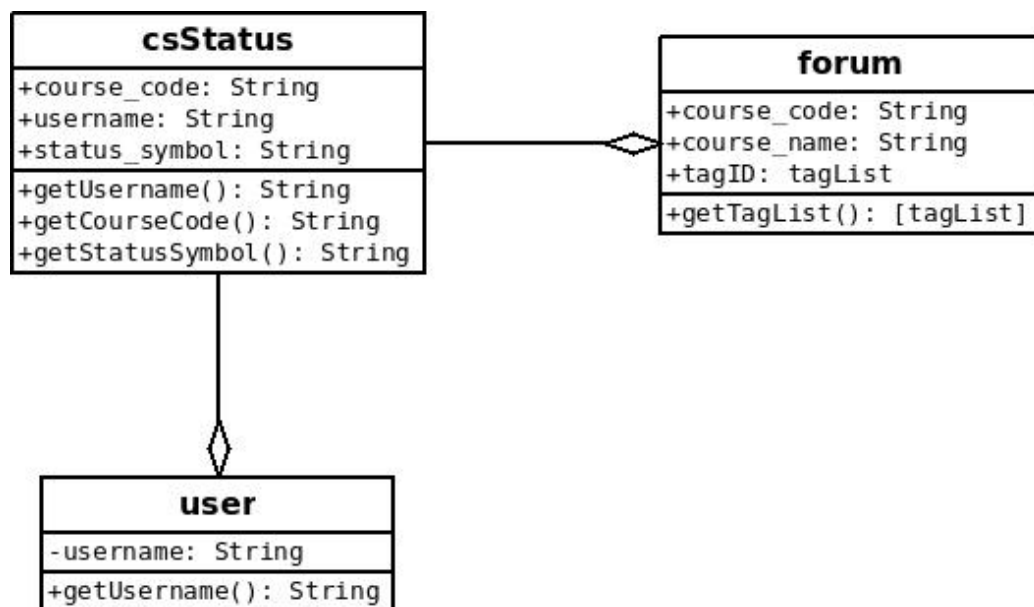 csStatus
+course_code: String
+username: String
+status_symbol: String
+getUsername(): String
+getCourseCode(): String
+getStatusSymbol(): String
forum
+course_code: String
+course_name: String
+tagID: tagList
+getTagList(): [tagList]
user
-username: String
+getUsername(): String